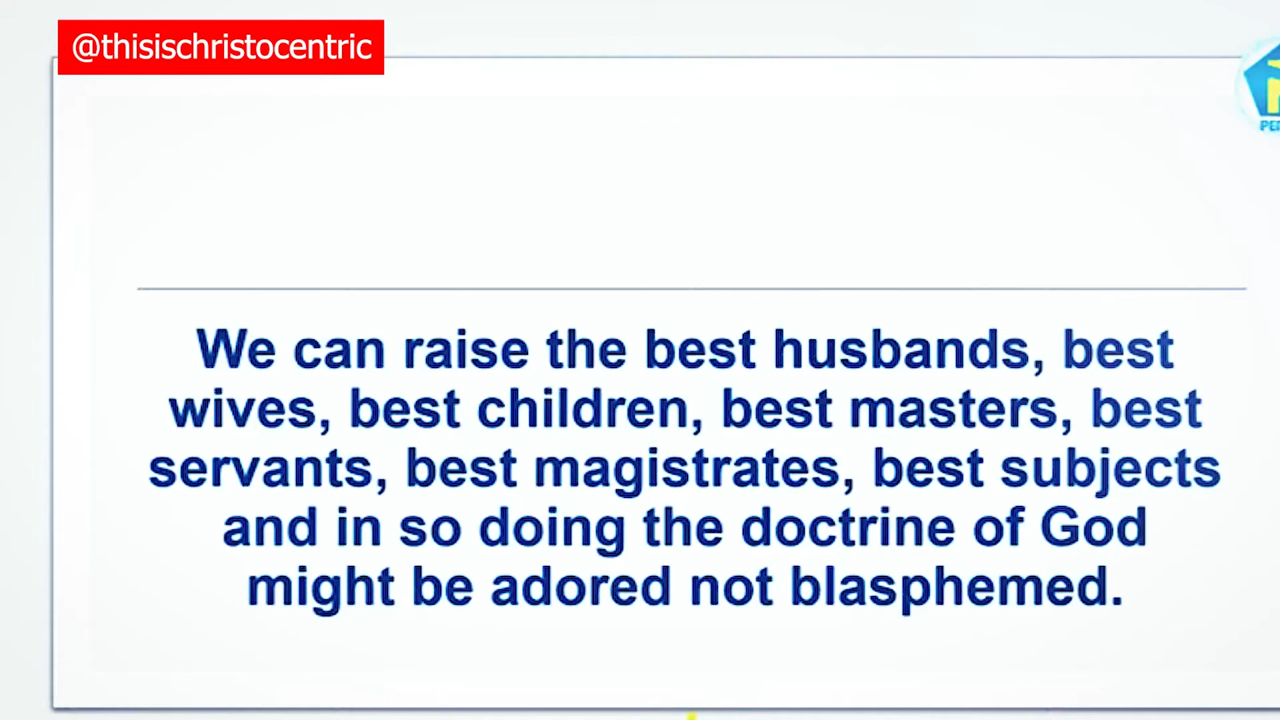 @thisischristocentric
We can raise the best husbands, best
wives, best children, best masters, best
servants, best magistrates, best subjects
and in so doing the doctrine of God
might be adored not blasphemed.